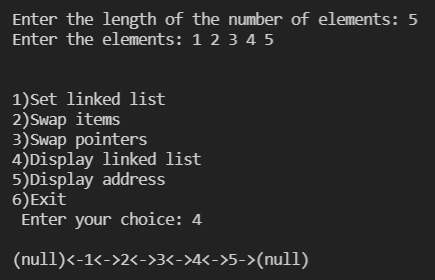 Enter the length of the number of elements: 5
Enter the elements: 1 2 3 4 5
1)Set linked list
2)Swap items
3)Swap pointers
4)Display linked list
5)Display address
6)Exit
Enter your choice: 4
(null)<-1<->2<->3<->4<->5->(null)